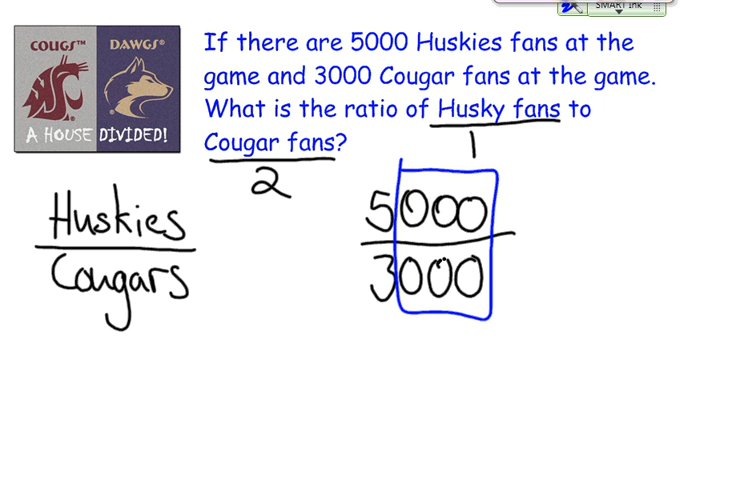 SMART Ink
COUGS™ DAWGS®
A HOUSE DIVIDED!
If there are 5000 Huskies fans at the
game and 3000 Cougar fans at the game.
What is the ratio of Husky fans to
Cougar fans?
1
2
Huskies
Cougars
5000
3000